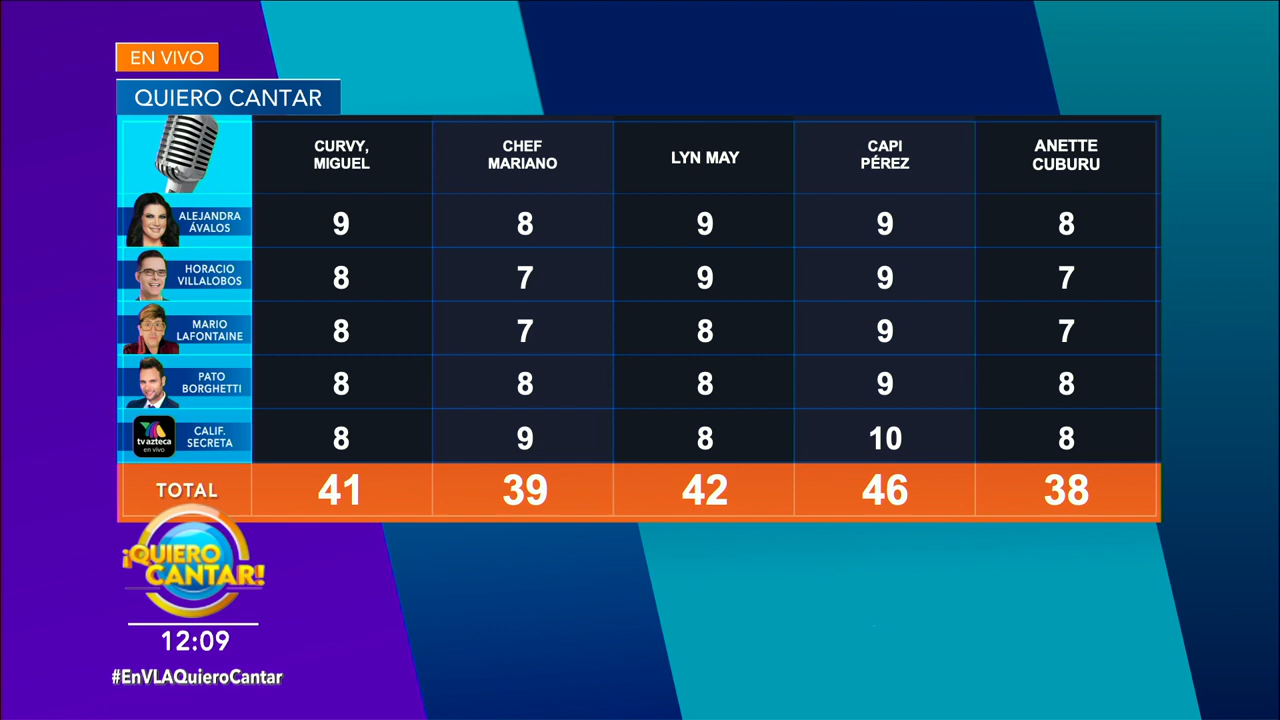 EN VIVO
QUIERO CANTAR
CURVY,
MIGUEL
CHEF
MARIANO
LYN MAY
CAPI
PÉREZ
ANETTE
CUBURU
ALEJANDRA
ÁVALOS
9 8 9 9 8
HORACIO
VILLALOBOS
8 7 9 9 7
MARIO
LAFONTAINE
8 7 8 9 7
PATO
BORGHETTI
8 8 8 9 8
tv azteca
en vivo
CALIF.
SECRETA
8 9 8 10 8
TOTAL 41 39 42 46 38
¡QUIERO
CANTAR!
12:09
#EnVLAQuieroCantar